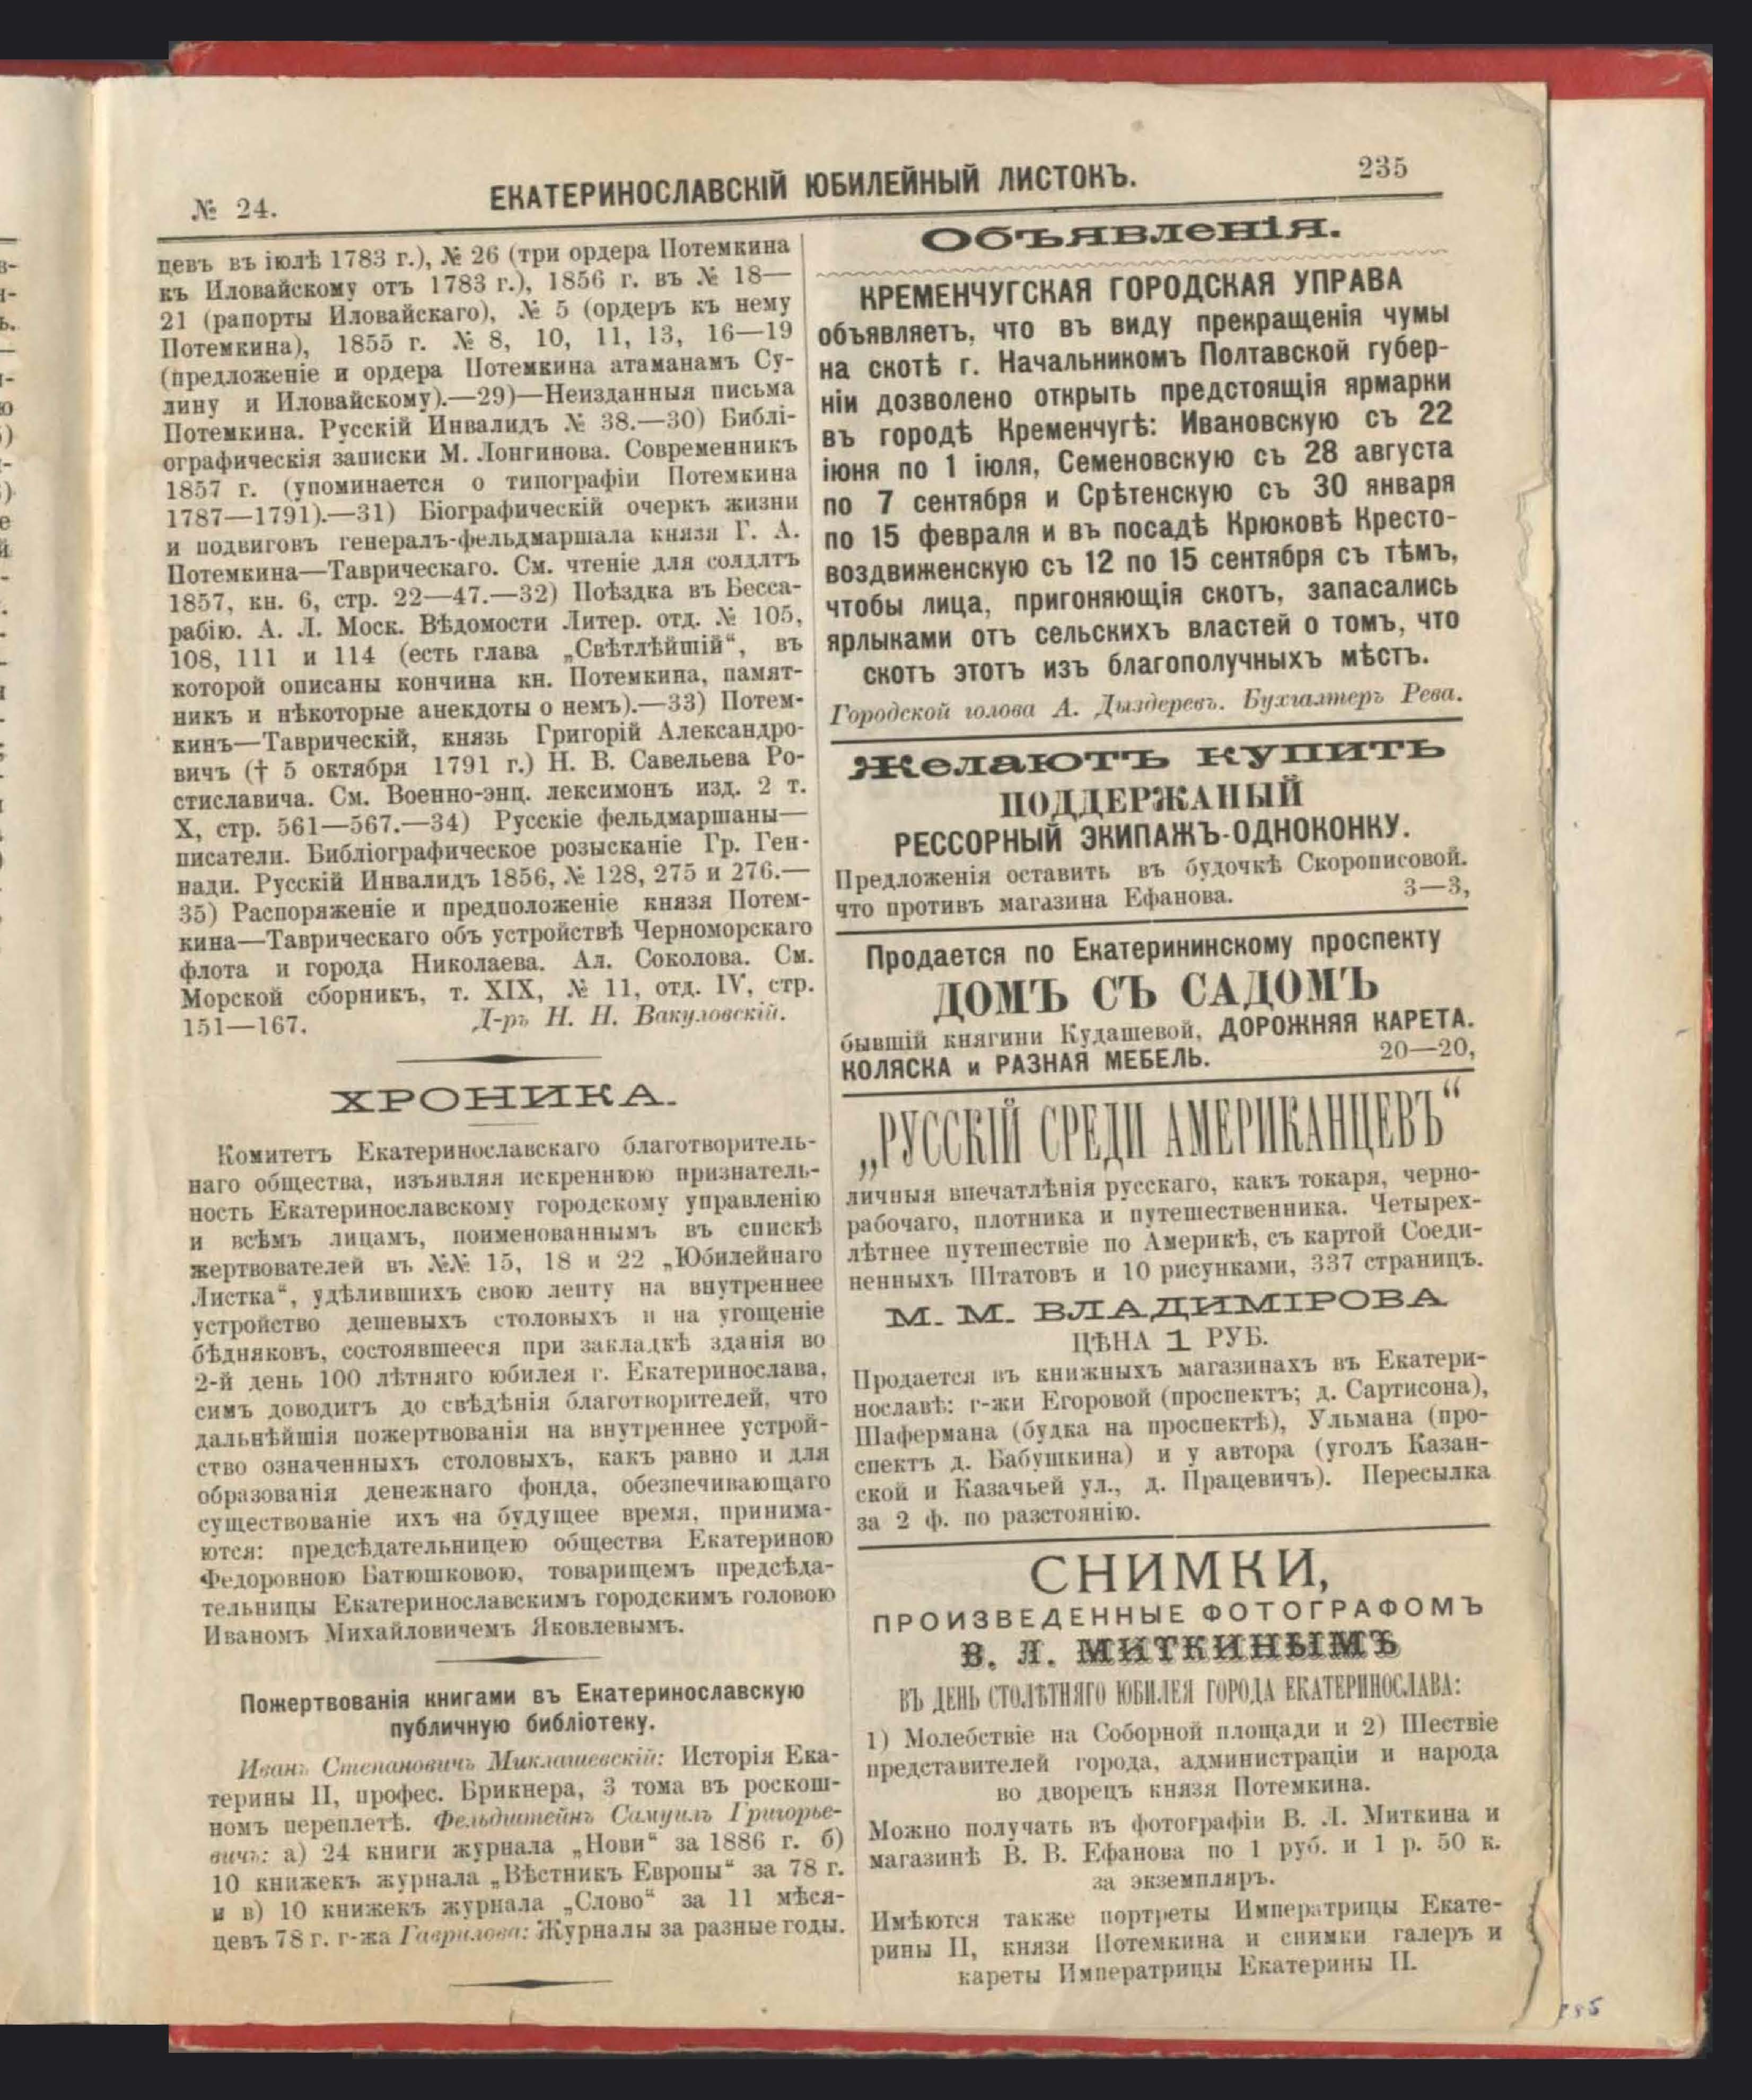 № 24.
ЕКАТЕРИНОСЛАВСКІЙ ЮБИЛЕЙНЫЙ ЛИСТОКЪ.
235
цевъ въ іюлѣ 1783 г.), № 26 (три ордера Потемкина
къ Иловайскому отъ 1783 г.), 1856 г. въ № 18—
21 (рапорты Иловайскаго), № 5 (ордеръ къ нему
Потемкина), 1855 г. № 8, 10, 11, 13, 16—19
(предложеніе и ордера Потемкина атаманамъ Су-
лину и Иловайскому).—29)—Неизданныя письма
Потемкина. Русскій Инвалидъ № 38.—30) Библі-
ографическія записки М. Лонгинова. Современникъ
1857 г. (упоминается о типографіи Потемкина
1787—1791).—31) Біографическій очеркъ жизни
и подвиговъ генералъ-фельдмаршала князя Г. А.
Потемкина—Таврическаго. См. чтеніе для солдлтъ
1857, кн. 6, стр. 22—47.—32) Поѣздка въ Бесса-
рабію. А. Л. Моск. Вѣдомости Литер. отд. № 105,
108, 111 и 114 (есть глава „Свѣтлѣйшій“, въ
которой описаны кончина кн. Потемкина, памят-
никъ и нѣкоторые анекдоты о немъ).—33) Потем-
кинъ—Таврическій, князь Григорій Александро-
вичъ († 5 октября 1791 г.) Н. В. Савельева Ро-
стиславича. См. Военно-энц. лексимонъ изд. 2 т.
X, стр. 561—567.—34) Русскіе фельдмаршаны—
писатели. Библіографическое розысканіе Гр. Ген-
нади. Русскій Инвалидъ 1856, № 128, 275 и 276.—
35) Распоряженіе и предположеніе князя Потем-
кина—Таврическаго объ устройствѣ Черноморскаго
флота и города Николаева. Ал. Соколова. См.
Морской сборникъ, т. XIX, № 11, отд. IV, стр.
151—167. Д-ръ Н. Н. Вакуловскій.
ХРОНИКА.
Комитетъ Екатеринославскаго благотворитель-
наго общества, изъявляя искреннюю признатель-
ность Екатеринославскому городскому управленію
и всѣмъ лицамъ, поименованнымъ въ спискѣ
жертвователей въ №№ 15, 18 и 22 „Юбилейнаго
Листка“, удѣлившихъ свою лепту на внутреннее
устройство дешевыхъ столовыхъ и на угощеніе
бѣдняковъ, состоявшееся при закладкѣ зданія во
2-й день 100 лѣтняго юбилея г. Екатеринослава,
симъ доводитъ до свѣдѣнія благотворителей, что
дальнѣйшія пожертвованія на внутреннее устрой-
ство означенныхъ столовыхъ, какъ равно и для
образованія денежнаго фонда, обезпечивающаго
существованіе ихъ на будущее время, принима-
ются: предсѣдательницею общества Екатериною
Федоровною Батюшковою, товарищемъ предсѣда-
тельницы Екатеринославскимъ городскимъ головою
Иваномъ Михайловичемъ Яковлевымъ.
Пожертвованія книгами въ Екатеринославскую
публичную библіотеку.
Иванъ Степановичъ Миклашевскій: Исторія Ека-
терины II, профес. Брикнера, 3 тома въ роскош-
номъ переплетѣ. Фельдштейнъ Самуилъ Григорье-
вичъ: а) 24 книги журнала „Нови“ за 1886 г. б)
10 книжекъ журнала „Вѣстникъ Европы“ за 78 г.
и в) 10 книжекъ журнала „Слово“ за 11 мѣся-
цевъ 78 г. г-жа Гаврилова: Журналы за разные годы.
Объявленія.
КРЕМЕНЧУГСКАЯ ГОРОДСКАЯ УПРАВА
объявляетъ, что въ виду прекращенія чумы
на скотѣ г. Начальникомъ Полтавской губер-
ніи дозволено открыть предстоящія ярмарки
въ городѣ Кременчугѣ: Ивановскую съ 22
іюня по 1 іюля, Семеновскую съ 28 августа
по 7 сентября и Срѣтенскую съ 30 января
по 15 февраля и въ посадѣ Крюковѣ Кресто-
воздвиженскую съ 12 по 15 сентября съ тѣмъ,
чтобы лица, пригоняющія скотъ, запасались
ярлыками отъ сельскихъ властей о томъ, что
скотъ этотъ изъ благополучныхъ мѣстъ.
Городской голова А. Дыздеревъ. Бухгалтеръ Рева.
Желаютъ купить
ПОДДЕРЖАНЫЙ
РЕССОРНЫЙ ЭКИПАЖЪ-ОДНОКОНКУ.
Предложенія оставить въ будочкѣ Скорописовой.
что противъ магазина Ефанова. 3—3,
Продается по Екатерининскому проспекту
ДОМЪ СЪ САДОМЪ
бывшій княгини Кудашевой, ДОРОЖНЯЯ КАРЕТА.
КОЛЯСКА и РАЗНАЯ МЕБЕЛЬ. 20—20,
„РУССКІЙ СРЕДИ АМЕРИКАНЦЕВЪ“
личныя впечатлѣнія русскаго, какъ токаря, черно-
рабочаго, плотника и путешественника. Четырех-
лѣтнее путешествіе по Америкѣ, съ картой Соеди-
ненныхъ Штатовъ и 10 рисунками, 337 страницъ.
М. М. ВЛАДИМІРОВА
ЦѢНА 1 РУБ.
Продается въ книжныхъ магазинахъ въ Екатери-
нославѣ: г-жи Егоровой (проспектъ; д. Сартисона),
Шафермана (будка на проспектѣ), Ульмана (про-
спектъ д. Бабушкина) и у автора (уголъ Казан-
ской и Казачьей ул., д. Працевичъ). Пересылка
за 2 ф. по разстоянію.
СНИМКИ,
ПРОИЗВЕДЕННЫЕ ФОТОГРАФОМЪ
В. Л. МИТКИНЫМЪ
ВЪ ДЕНЬ СТОЛѢТНЯГО ЮБИЛЕЯ ГОРОДА ЕКАТЕРИНОСЛАВА:
1) Молебствіе на Соборной площади и 2) Шествіе
представителей города, администраціи и народа
во дворецъ князя Потемкина.
Можно получать въ фотографіи В. Л. Миткина и
магазинѣ В. В. Ефанова по 1 руб. и 1 р. 50 к.
за экземпляръ.
Имѣются также портреты Императрицы Екате-
рины II, князя Потемкина и снимки галеръ и
кареты Императрицы Екатерины II.